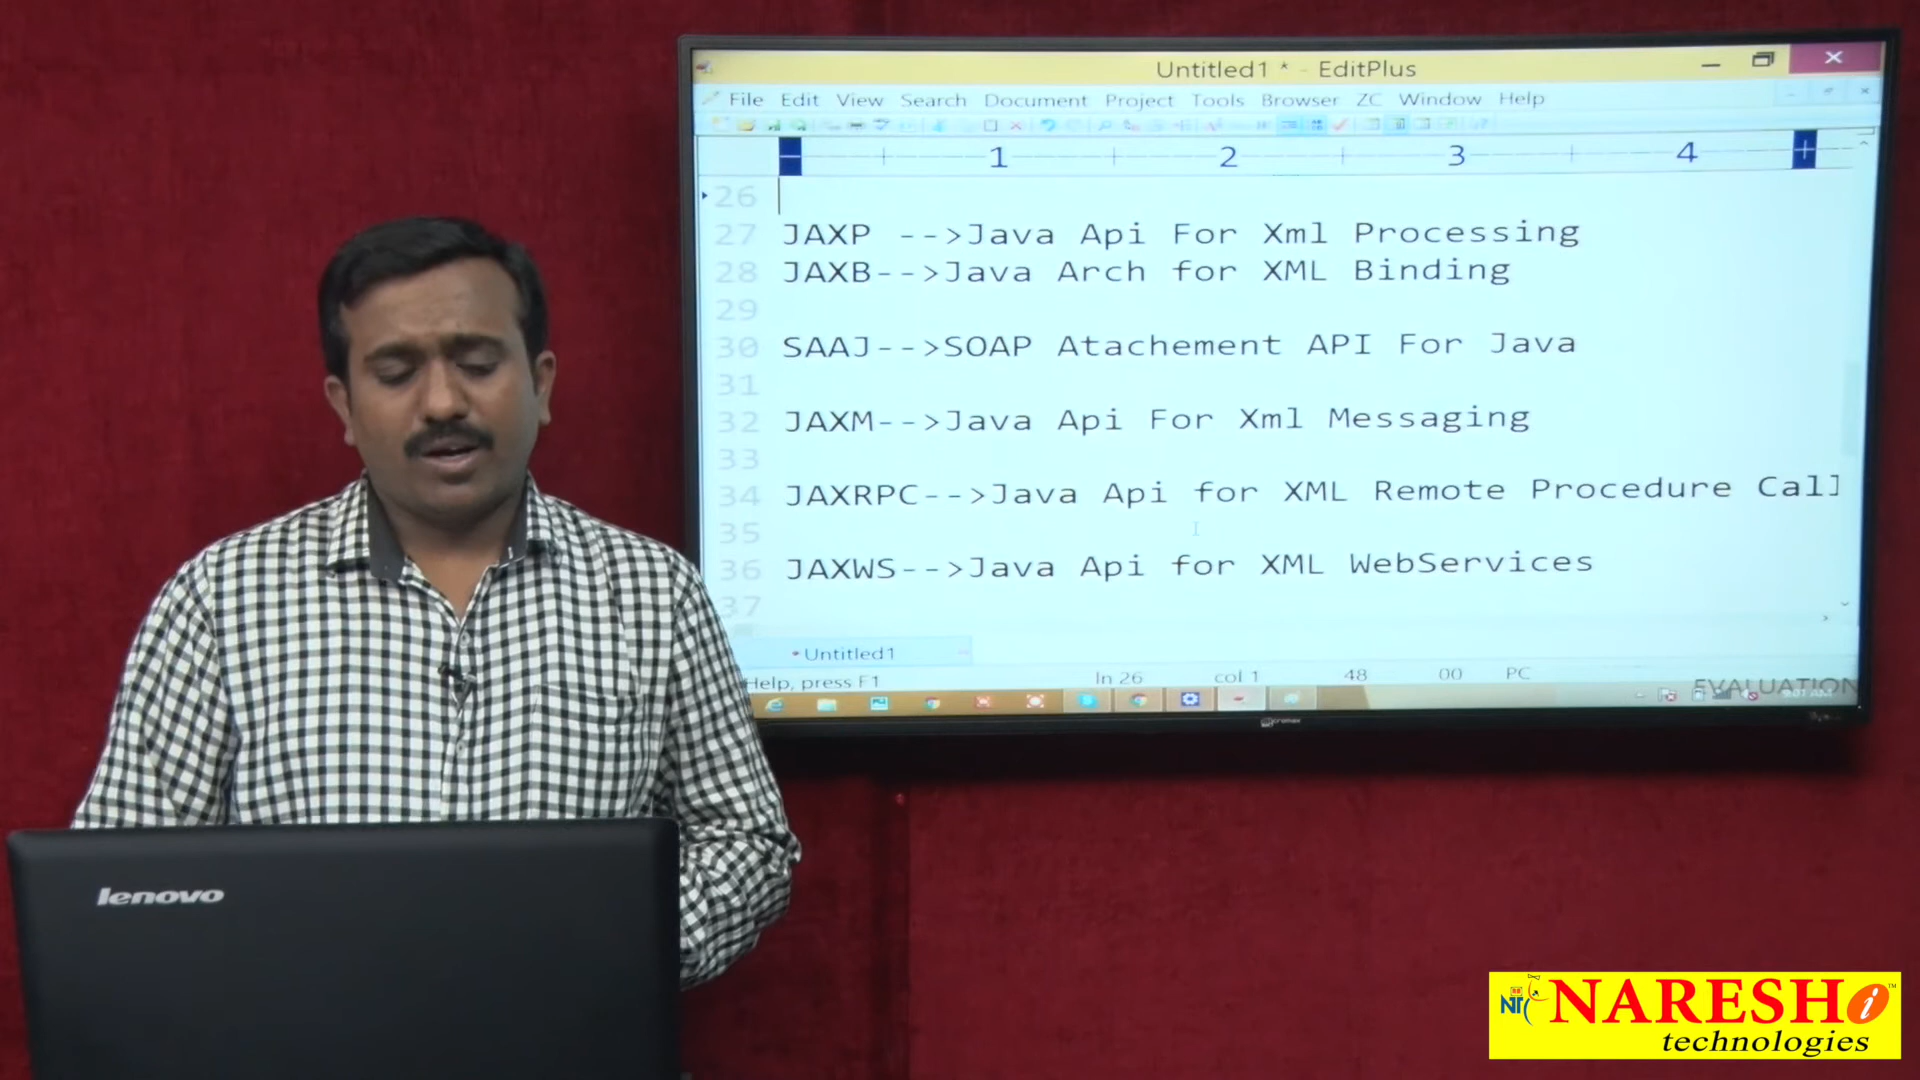 Untitled1 * - EditPlus
File Edit View Search Document Project Tools Browser ZC Window Help
1 2 3 4
26
27 JAXP -->Java Api For Xml Processing
28 JAXB-->Java Arch for XML Binding
29
30 SAAJ-->SOAP Atachement API For Java
31
32 JAXM-->Java Api For Xml Messaging
33
34 JAXRPC-->Java Api for XML Remote Procedure Call
35
36 JAXWS-->Java Api for XML WebServices
37
Untitled1
Help, press F1 ln 26 col 1 48 00 PC
EVALUATION
lenovo
NARESH i
technologies